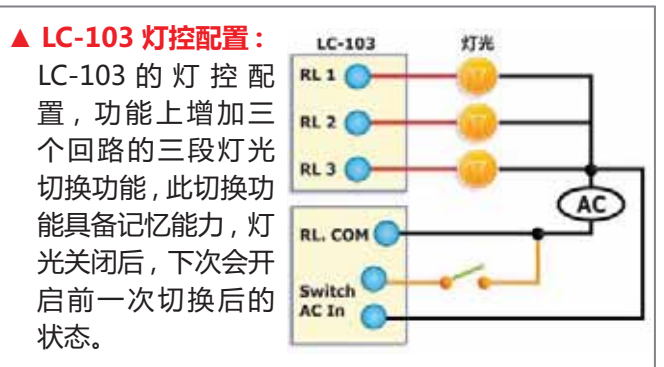 ▲ LC-103 灯控配置：
LC-103 的灯控配
置，功能上增加三
个回路的三段灯光
切换功能，此切换功
能具备记忆能力，灯
光关闭后，下次会开
启前一次切换后的
状态。
LC-103
灯光
RL 1
RL 2
RL 3
AC
RL. COM
Switch
AC In